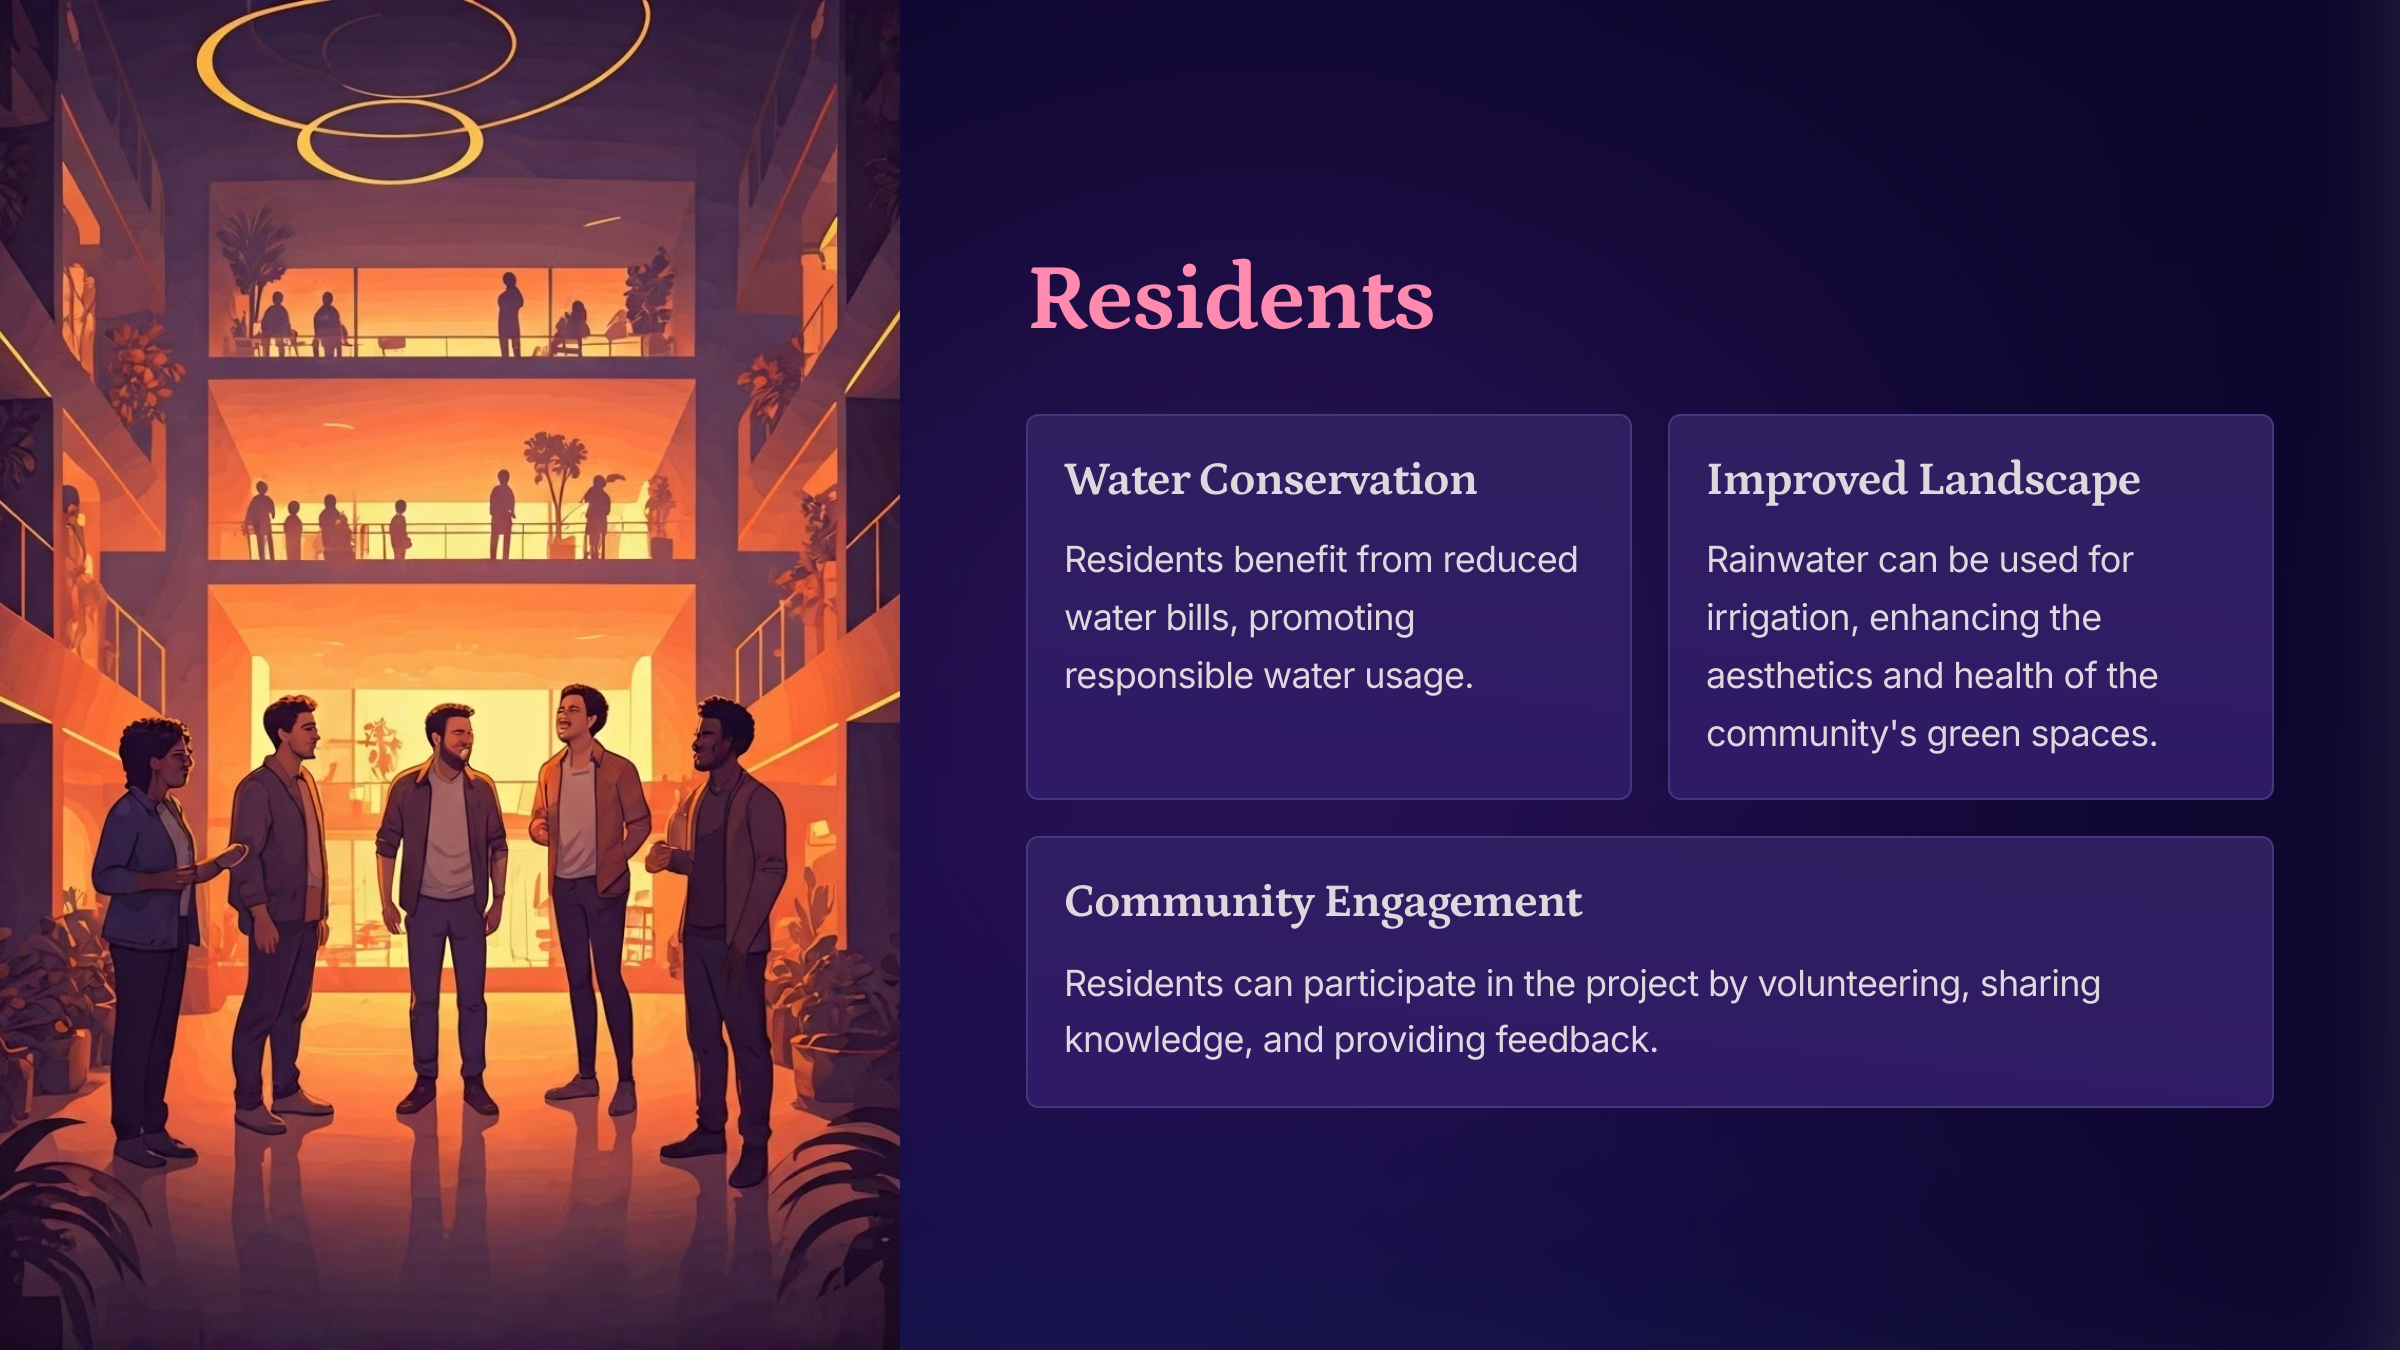 Residents
Water Conservation
Residents benefit from reduced
water bills, promoting
responsible water usage.
Improved Landscape
Rainwater can be used for
irrigation, enhancing the
aesthetics and health of the
community's green spaces.
Community Engagement
Residents can participate in the project by volunteering, sharing
knowledge, and providing feedback.